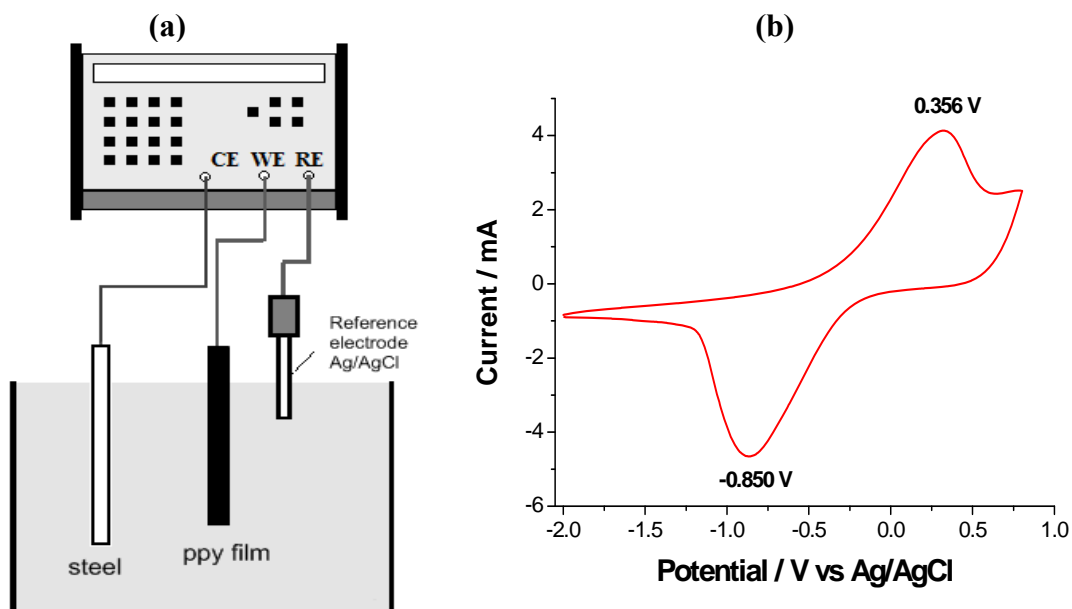 (a)
CE WE RE
Reference
electrode
Ag/AgCl
steel
ppy film
(b)
0.356 V
-0.850 V
Current / mA
4
2
0
-2
-4
-6
-2.0 -1.5 -1.0 -0.5 0.0 0.5 1.0
Potential / V vs Ag/AgCl